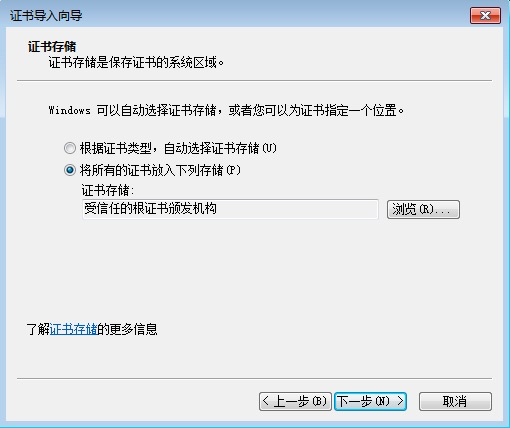 证书导入向导
证书存储
证书存储是保存证书的系统区域。
Windows 可以自动选择证书存储，或者您可以为证书指定一个位置。
根据证书类型，自动选择证书存储(U)
将所有的证书放入下列存储(P)
证书存储:
受信任的根证书颁发机构
浏览(R)...
了解证书存储的更多信息
< 上一步(B)
下一步(N) >
取消